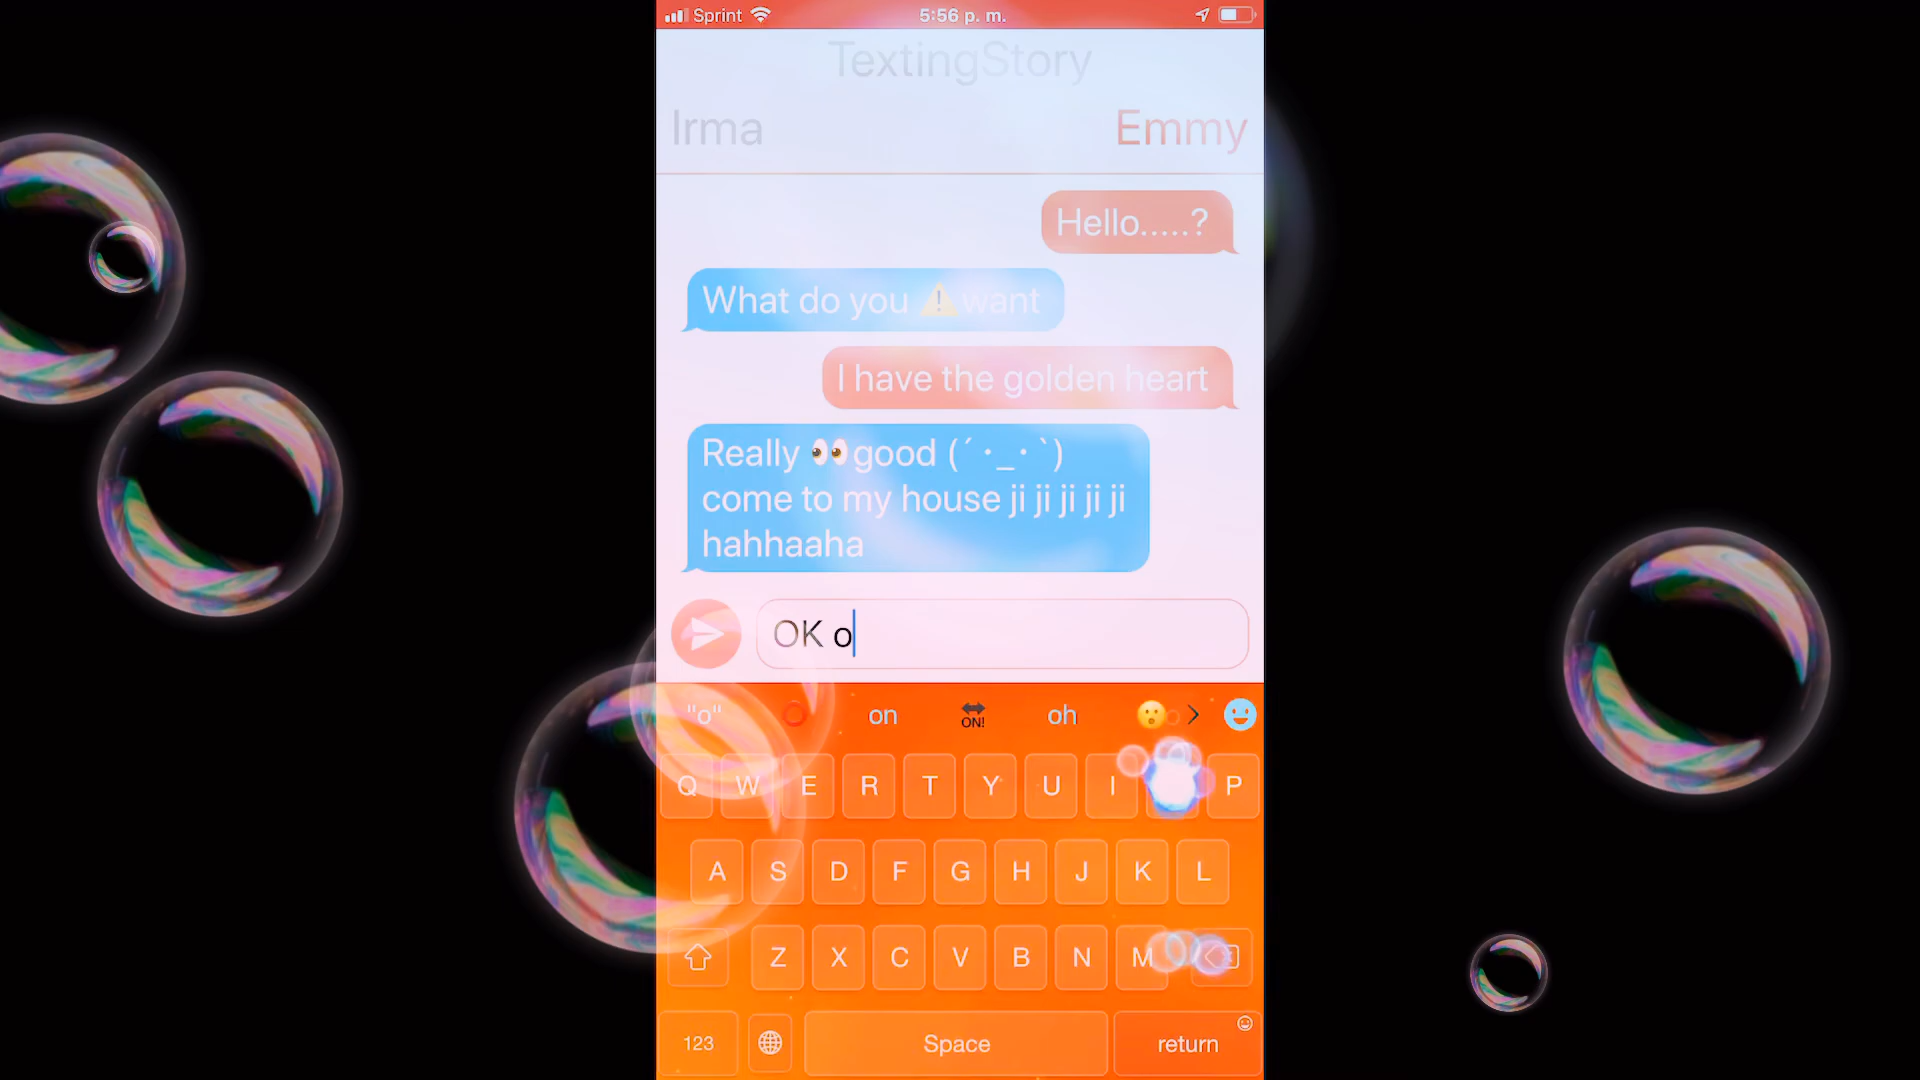 Sprint 5:56 p. m.
TextingStory
Irma Emmy
Hello.....?
What do you ⚠️want
I have the golden heart
Really 👀good (´・_・`)
come to my house ji ji ji ji ji
hahhaaha
OK o
"o" o on ON! oh
Q W E R T Y U I P
A S D F G H J K L
Z X C V B N M
123 Space return